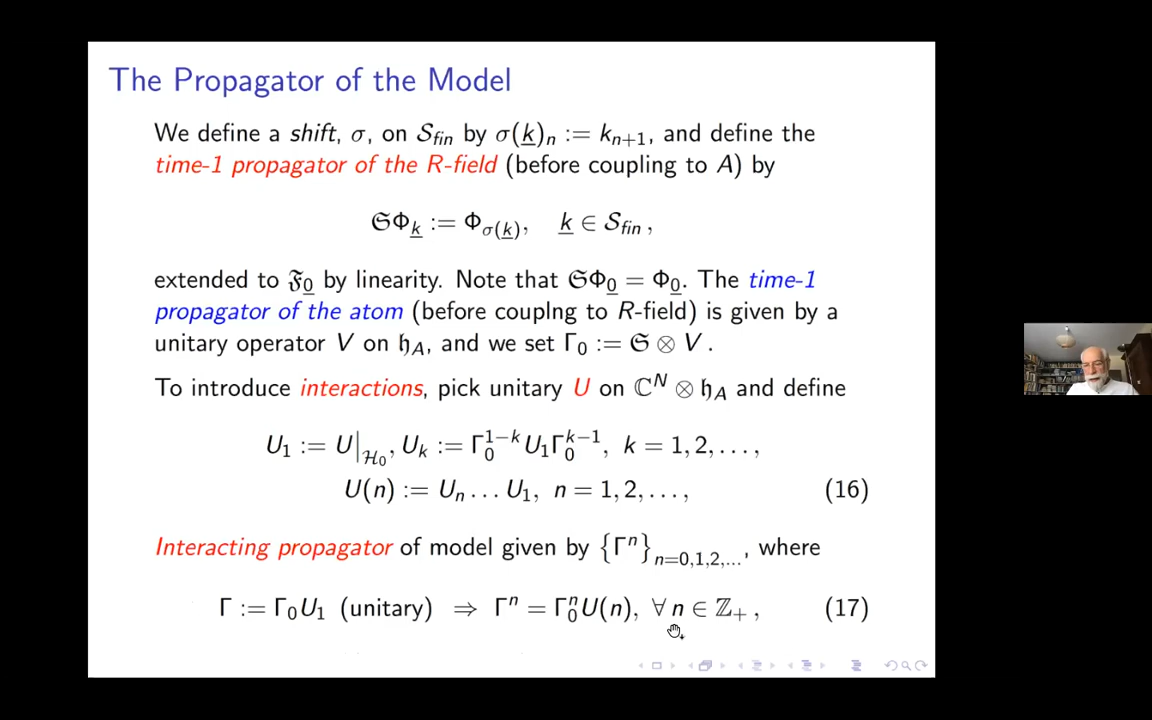 The Propagator of the Model
We define a shift, σ, on 𝒮_fin by σ(k̲)_n := k_{n+1}, and define the
time-1 propagator of the R-field (before coupling to A) by
𝔖Φ_k̲ := Φ_{σ(k̲)}, k̲ ∈ 𝒮_fin ,
extended to 𝔉_0̲ by linearity. Note that 𝔖Φ_0̲ = Φ_0̲. The time-1
propagator of the atom (before couplng to R-field) is given by a
unitary operator V on 𝔥_A, and we set Γ_0 := 𝔖 ⊗ V .
To introduce interactions, pick unitary U on ℂ^N ⊗ 𝔥_A and define
U_1 := U|_{ℋ_0}, U_k := Γ_0^{1−k} U_1 Γ_0^{k−1}, k = 1, 2, . . . ,
U(n) := U_n . . . U_1, n = 1, 2, . . . , (16)
Interacting propagator of model given by {Γ^n}_{n=0,1,2,...}, where
Γ := Γ_0 U_1 (unitary) ⇒ Γ^n = Γ_0^n U(n), ∀ n ∈ ℤ_+ , (17)